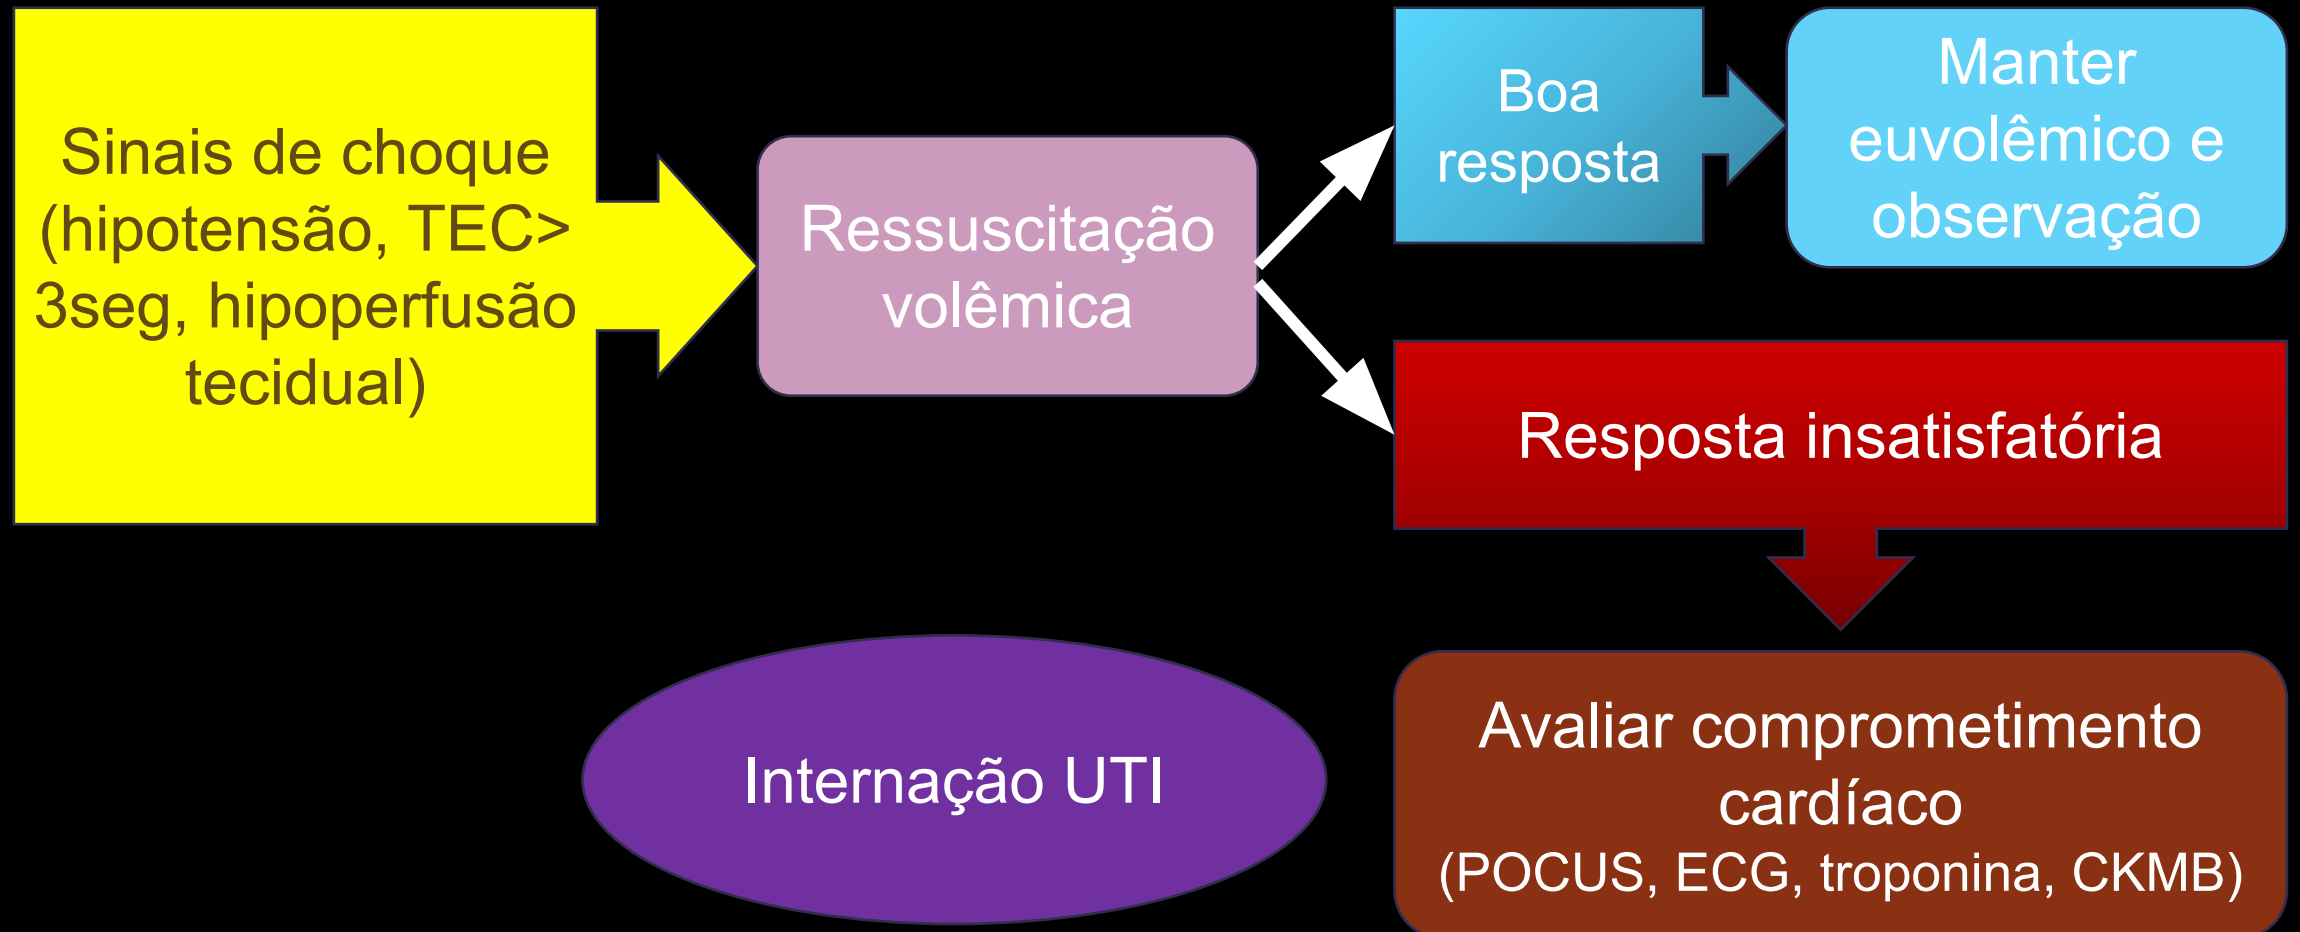 Sinais de choque
(hipotensão, TEC>
3seg, hipoperfusão
tecidual)
Ressuscitação
volêmica
Boa
resposta
Manter
euvolêmico e
observação
Resposta insatisfatória
Internação UTI
Avaliar comprometimento
cardíaco
(POCUS, ECG, troponina, CKMB)